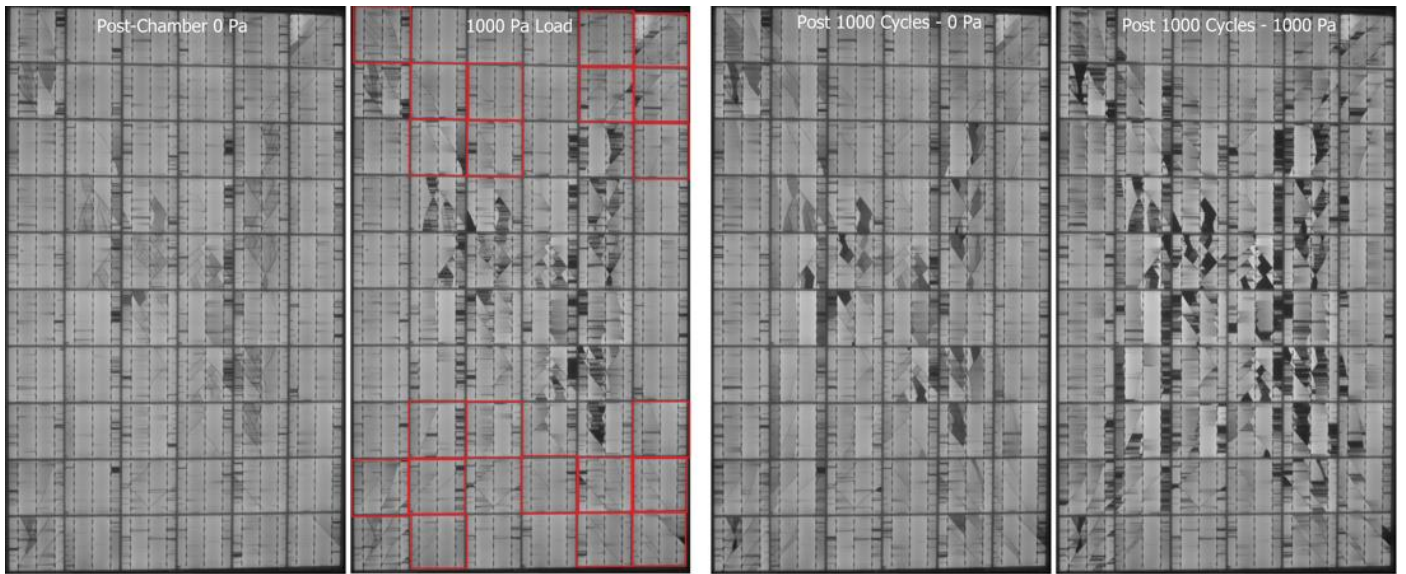 Post-Chamber 0 Pa
1000 Pa Load
Post 1000 Cycles - 0 Pa
Post 1000 Cycles - 1000 Pa